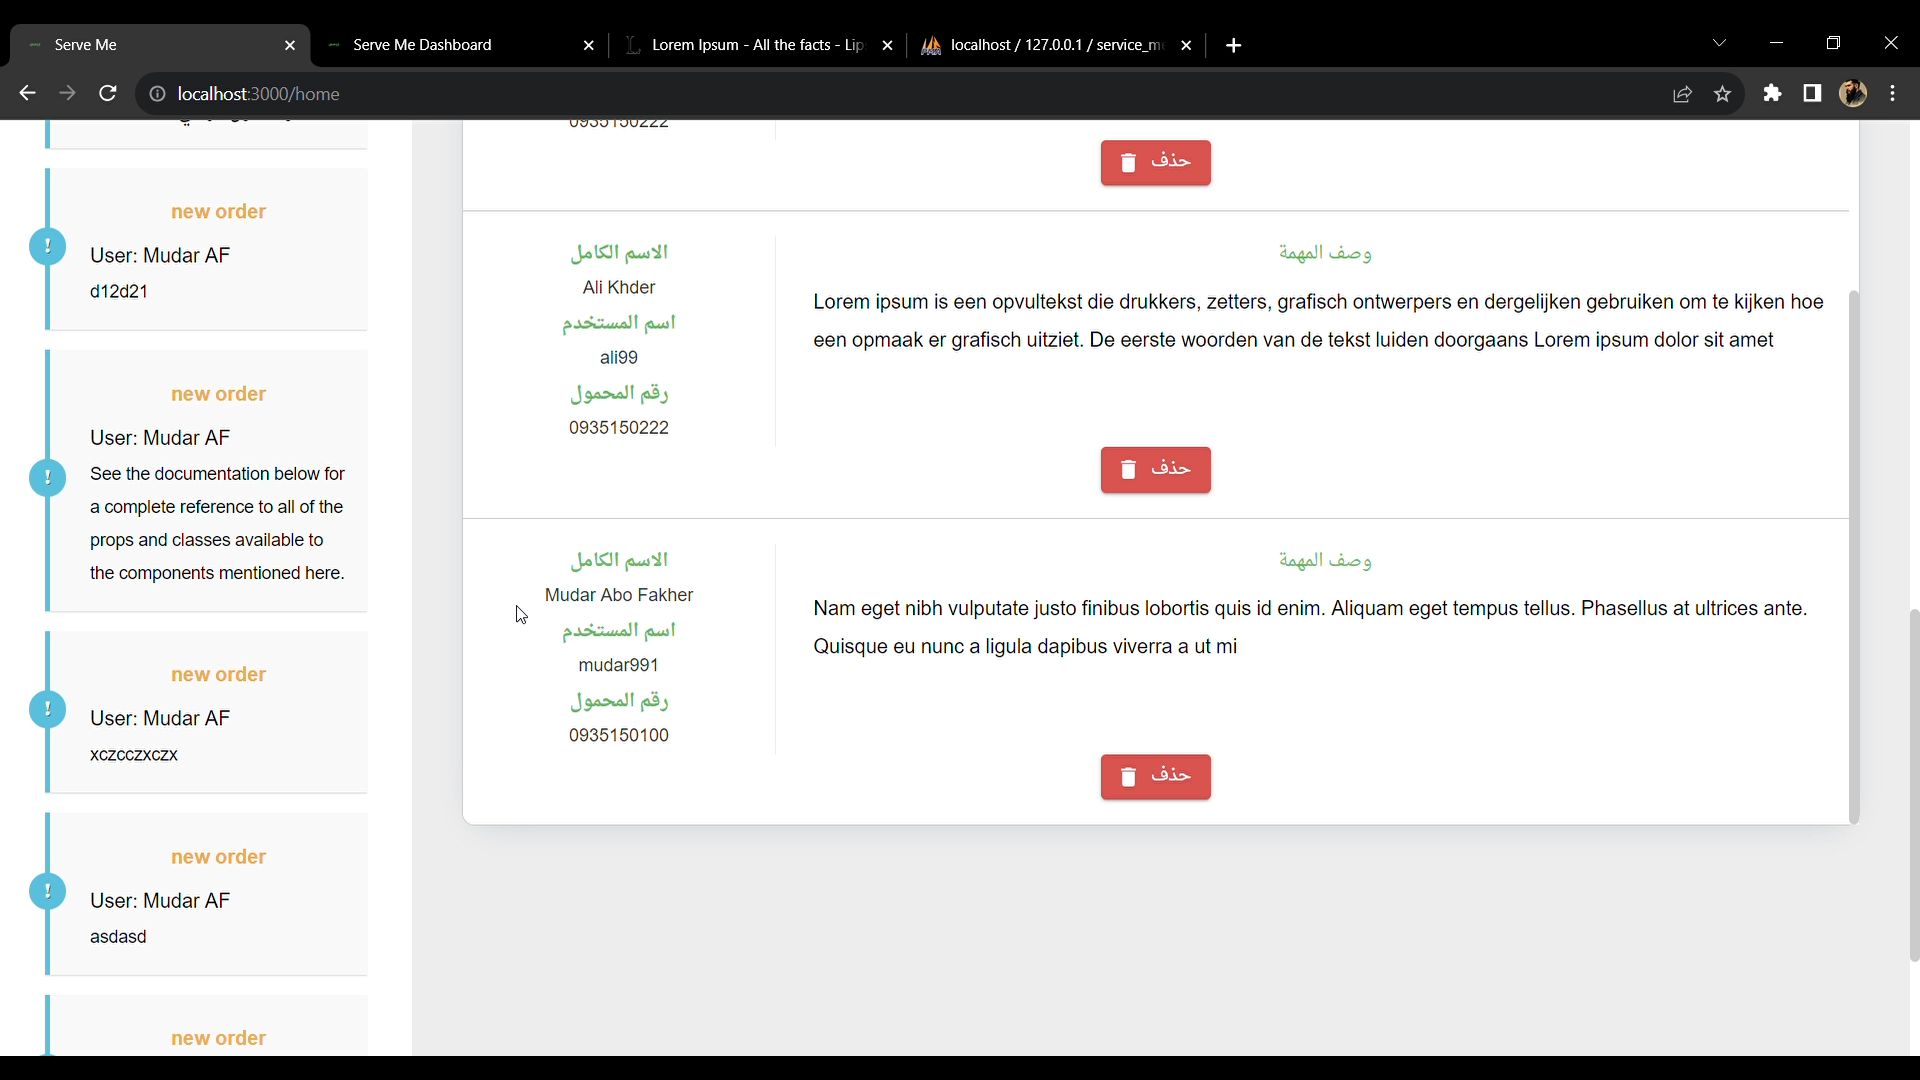 Serve Me
Serve Me Dashboard
Lorem Ipsum - All the facts - Lip
localhost / 127.0.0.1 / service_me
localhost:3000/home
new order
User: Mudar AF
d12d21
new order
User: Mudar AF
See the documentation below for
a complete reference to all of the
props and classes available to
the components mentioned here.
new order
User: Mudar AF
xczcczxczx
new order
User: Mudar AF
asdasd
new order
0935150222
حذف
الاسم الكامل
Ali Khder
اسم المستخدم
ali99
رقم المحمول
0935150222
وصف المهمة
Lorem ipsum is een opvultekst die drukkers, zetters, grafisch ontwerpers en dergelijken gebruiken om te kijken hoe
een opmaak er grafisch uitziet. De eerste woorden van de tekst luiden doorgaans Lorem ipsum dolor sit amet
حذف
الاسم الكامل
Mudar Abo Fakher
اسم المستخدم
mudar991
رقم المحمول
0935150100
وصف المهمة
Nam eget nibh vulputate justo finibus lobortis quis id enim. Aliquam eget tempus tellus. Phasellus at ultrices ante.
Quisque eu nunc a ligula dapibus viverra a ut mi
حذف